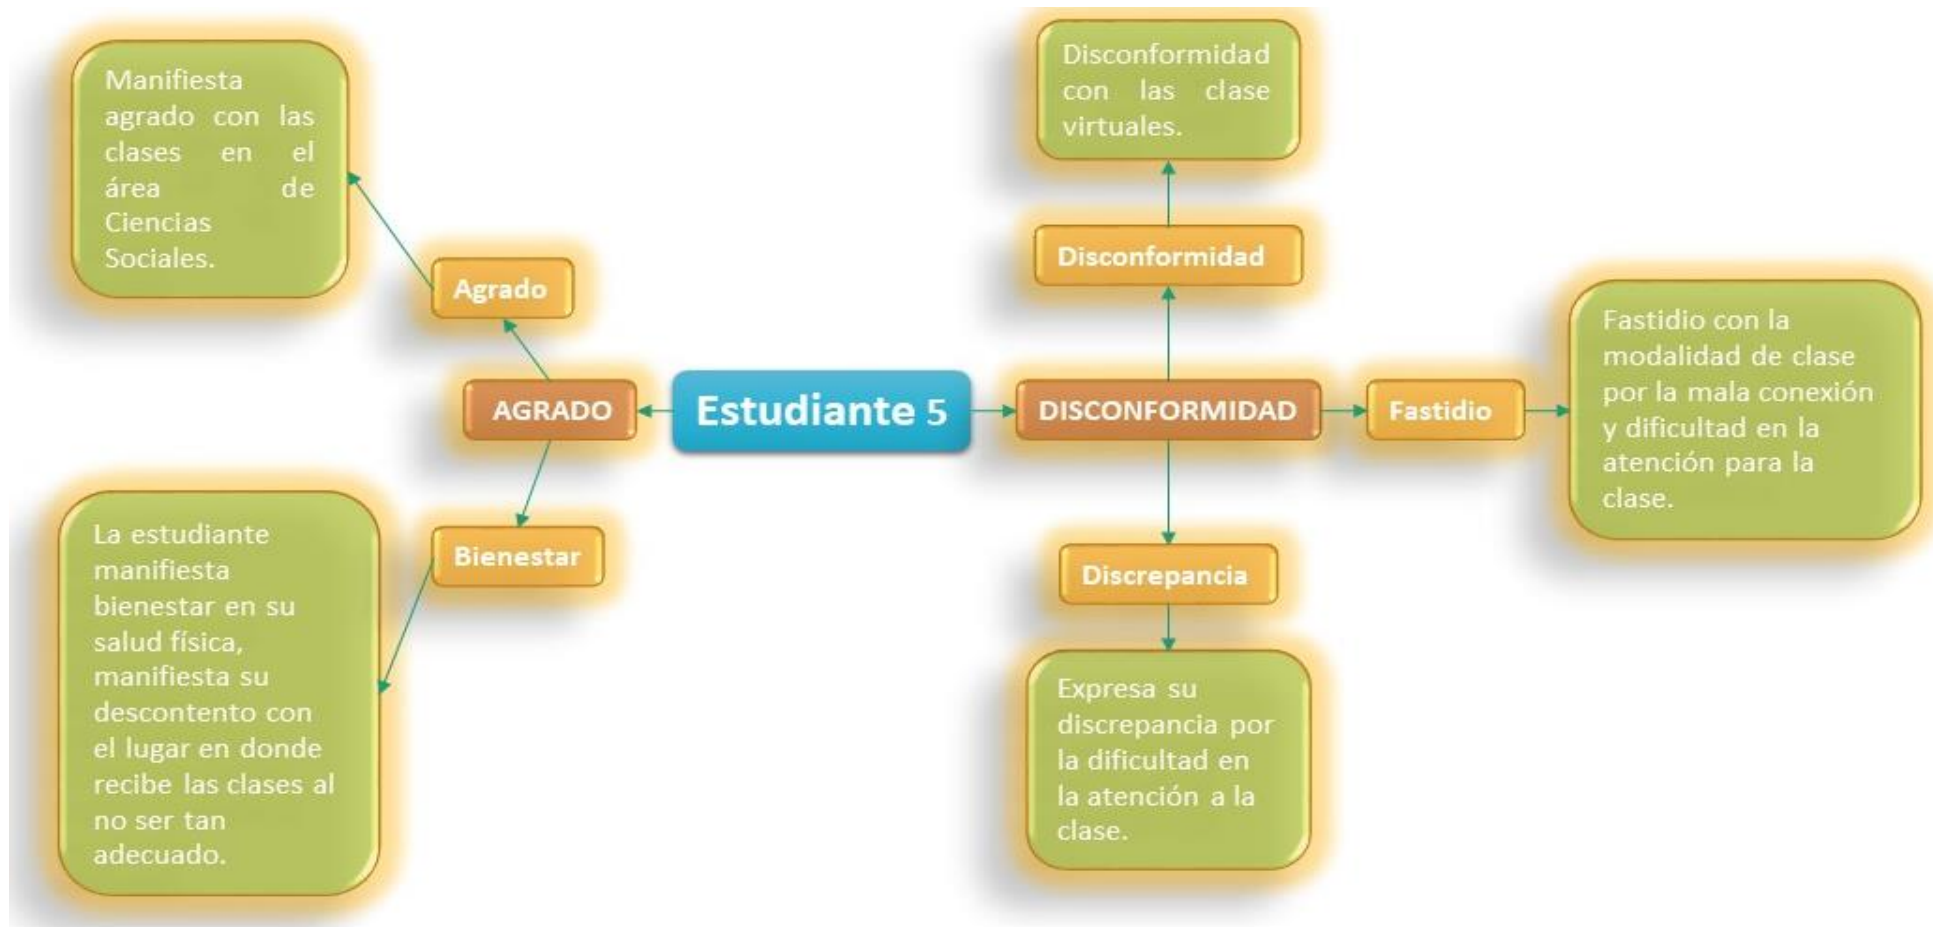 Manifiesta
agrado con las
clases en el
área de
Ciencias
Sociales.
Agrado
AGRADO
Bienestar
La estudiante
manifiesta
bienestar en su
salud física,
manifiesta su
descontento con
el lugar en donde
recibe las clases al
no ser tan
adecuado.
Estudiante 5
Disconformidad
con las clase
virtuales.
Disconformidad
DISCONFORMIDAD
Fastidio
Fastidio con la
modalidad de clase
por la mala conexión
y dificultad en la
atención para la
clase.
Discrepancia
Expresa su
discrepancia por
la dificultad en
la atención a la
clase.